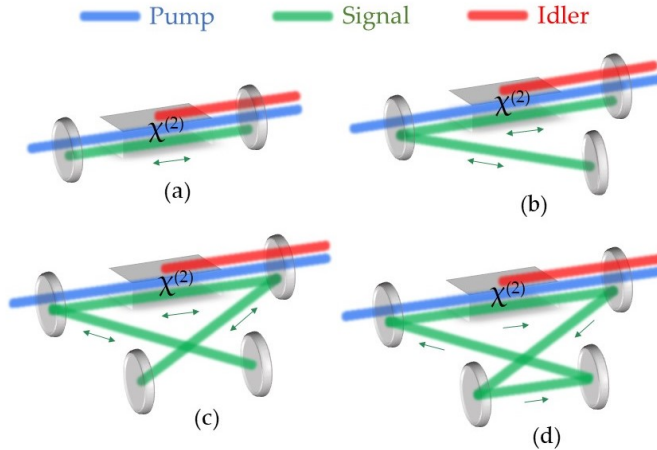 Pump Signal Idler
χ(2)
(a)
χ(2)
(b)
χ(2)
(c)
χ(2)
(d)